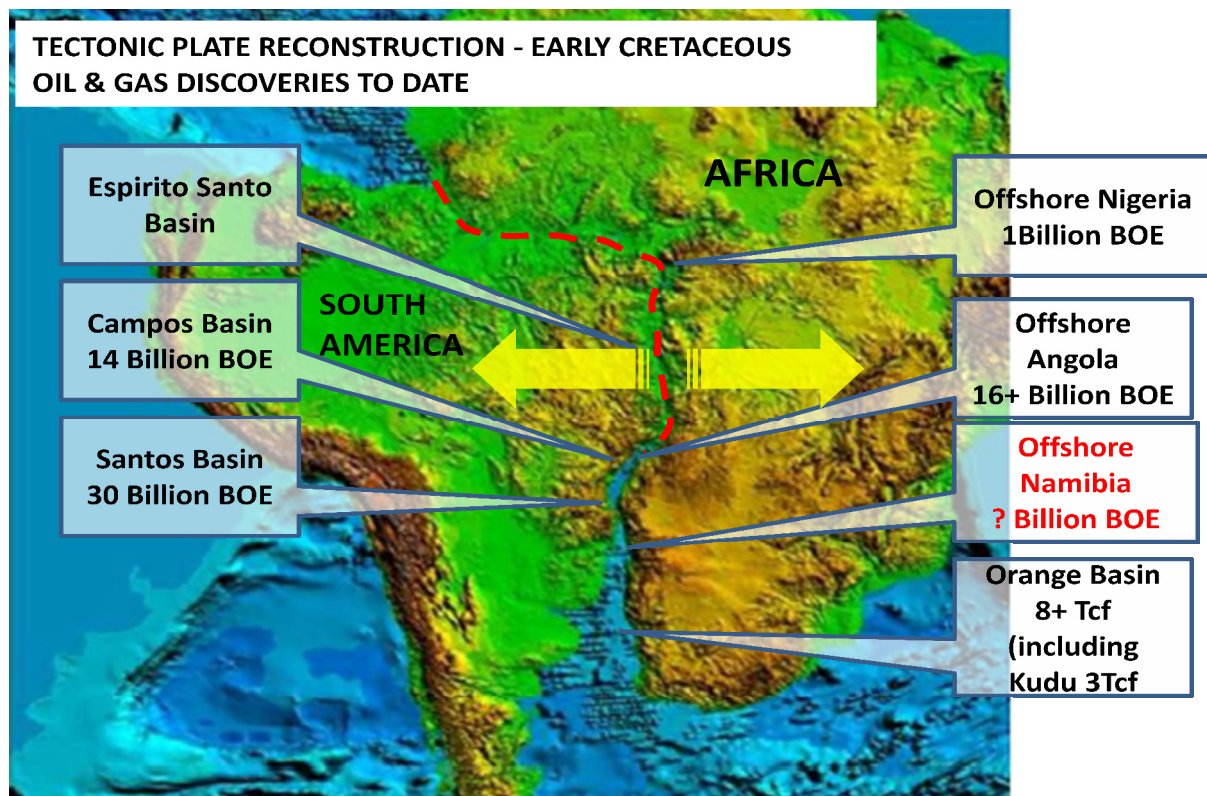 TECTONIC PLATE RECONSTRUCTION - EARLY CRETACEOUS
OIL & GAS DISCOVERIES TO DATE
AFRICA
SOUTH
AMERICA
Espirito Santo
Basin
Campos Basin
14 Billion BOE
Santos Basin
30 Billion BOE
Offshore Nigeria
1Billion BOE
Offshore
Angola
16+ Billion BOE
Offshore
Namibia
? Billion BOE
Orange Basin
8+ Tcf
(including
Kudu 3Tcf